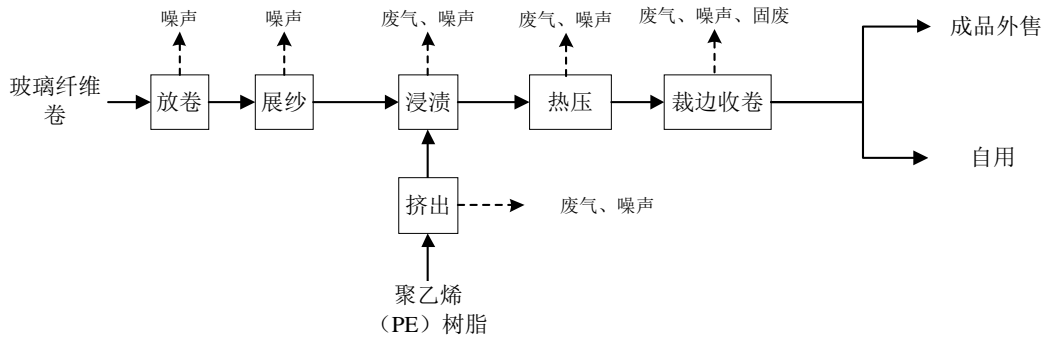 噪声
噪声
废气、噪声
废气、噪声
废气、噪声、固废
成品外售
玻璃纤维
卷
放卷
展纱
浸渍
热压
裁边收卷
自用
挤出
废气、噪声
聚乙烯
（PE）树脂